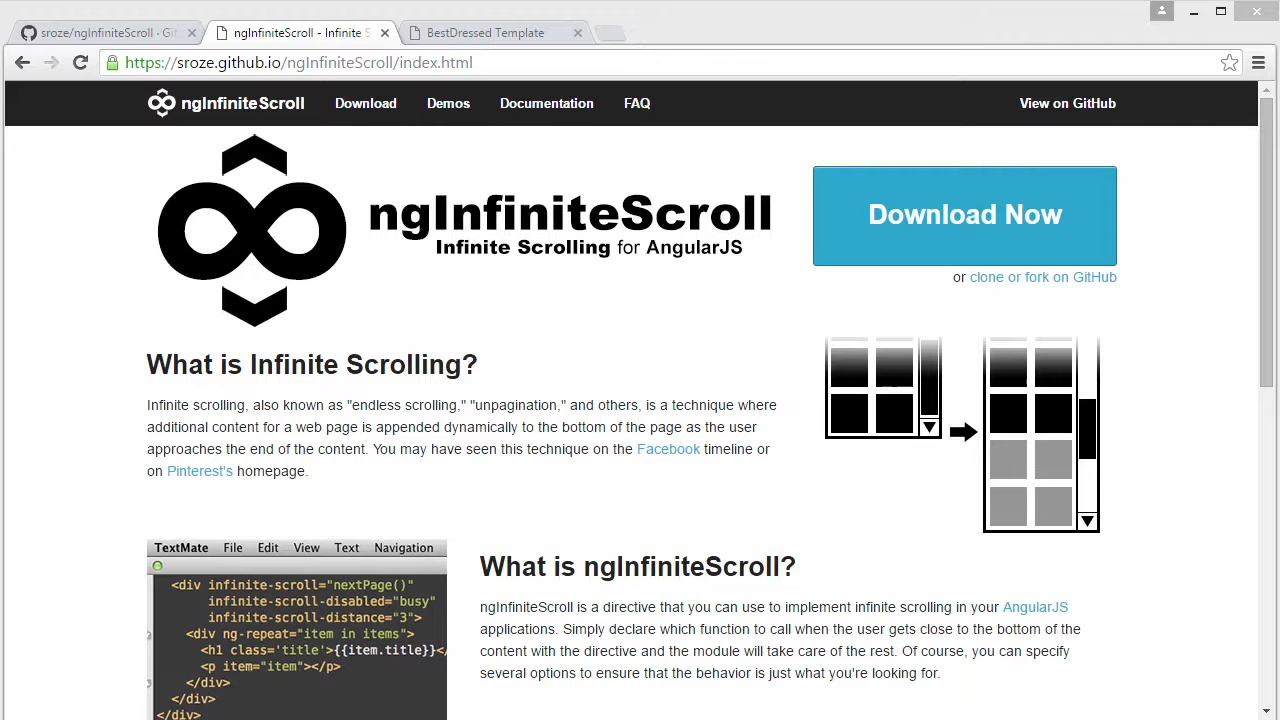 sroze/ngInfiniteScroll · Git
ngInfiniteScroll - Infinite S
BestDressed Template
https://sroze.github.io/ngInfiniteScroll/index.html
ngInfiniteScroll
Download
Demos
Documentation
FAQ
View on GitHub
ngInfiniteScroll
Infinite Scrolling for AngularJS
Download Now
or clone or fork on GitHub
What is Infinite Scrolling?
Infinite scrolling, also known as "endless scrolling," "unpagination," and others, is a technique where
additional content for a web page is appended dynamically to the bottom of the page as the user
approaches the end of the content. You may have seen this technique on the Facebook timeline or
on Pinterest's homepage.
TextMate File Edit View Text Navigation
<div infinite-scroll="nextPage()"
infinite-scroll-disabled="busy"
infinite-scroll-distance="3">
<div ng-repeat="item in items">
<h1 class='title'>{{item.title}}</
<p item="item"></p>
</div>
</div>
</div>
What is ngInfiniteScroll?
ngInfiniteScroll is a directive that you can use to implement infinite scrolling in your AngularJS
applications. Simply declare which function to call when the user gets close to the bottom of the
content with the directive and the module will take care of the rest. Of course, you can specify
several options to ensure that the behavior is just what you're looking for.